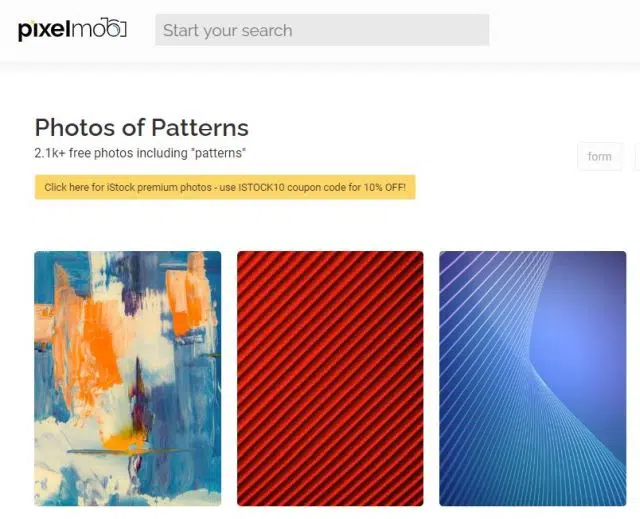 pixelmob
Start your search
Photos of Patterns
2.1k+ free photos including "patterns"
form
Click here for iStock premium photos - use ISTOCK10 coupon code for 10% OFF!